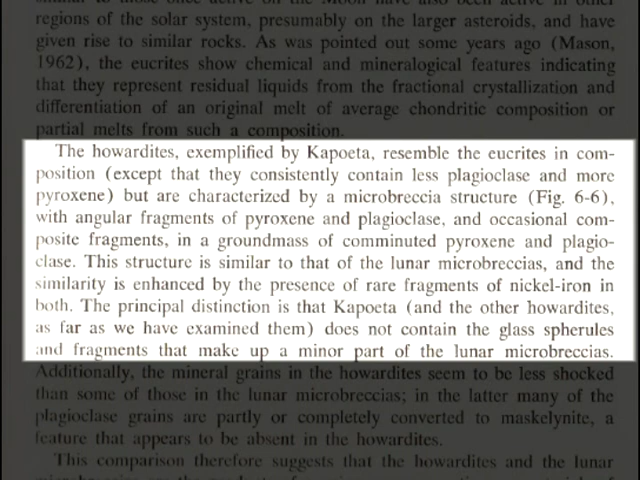 regions of the solar system, presumably on the larger asteroids, and have
given rise to similar rocks. As was pointed out some years ago (Mason,
1962), the eucrites show chemical and mineralogical features indicating
that they represent residual liquids from the fractional crystallization and
differentiation of an original melt of average chondritic composition or
partial melts from such a composition.
The howardites, exemplified by Kapoeta, resemble the eucrites in com-
position (except that they consistently contain less plagioclase and more
pyroxene) but are characterized by a microbreccia structure (Fig. 6-6),
with angular fragments of pyroxene and plagioclase, and occasional com-
posite fragments, in a groundmass of comminuted pyroxene and plagio-
clase. This structure is similar to that of the lunar microbreccias, and the
similarity is enhanced by the presence of rare fragments of nickel-iron in
both. The principal distinction is that Kapoeta (and the other howardites,
as far as we have examined them) does not contain the glass spherules
and fragments that make up a minor part of the lunar microbreccias.
Additionally, the mineral grains in the howardites seem to be less shocked
than some of those in the lunar microbreccias; in the latter many of the
plagioclase grains are partly or completely converted to maskelynite, a
feature that appears to be absent in the howardites.
This comparison therefore suggests that the howardites and the lunar